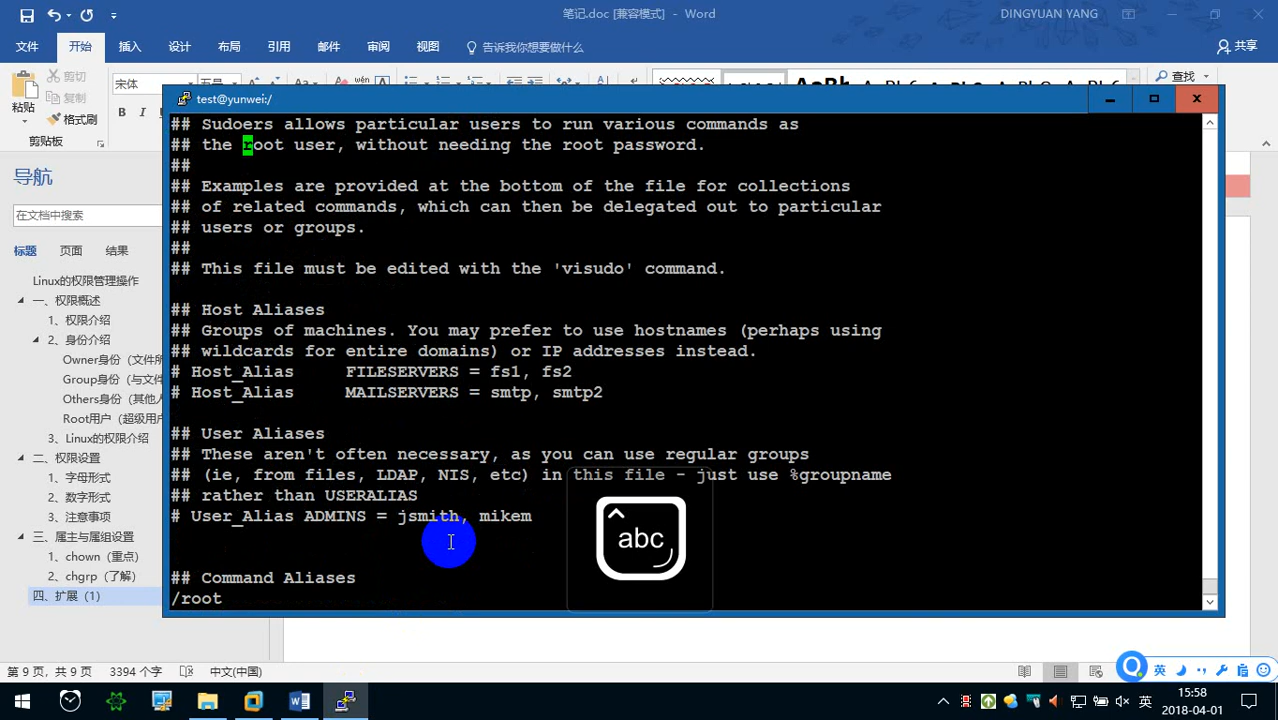 笔记.doc [兼容模式] - Word
DINGYUAN YANG
文件 开始 插入 设计 布局 引用 邮件 审阅 视图 告诉我你想要做什么 共享
剪切
复制
格式刷
粘贴
剪贴板
宋体
五号
B I
查找
导航
在文档中搜索
标题 页面 结果
Linux的权限管理操作
一、权限概述
1、权限介绍
2、身份介绍
Owner身份（文件所
Group身份（与文
Others身份（其他人
Root用户（超级用户
3、Linux的权限介绍
二、权限设置
1、字母形式
2、数字形式
3、注意事项
三、属主与属组设置
1、chown（重点）
2、chgrp（了解）
四、扩展（1）
test@yunwei:/
## Sudoers allows particular users to run various commands as
## the root user, without needing the root password.
##
## Examples are provided at the bottom of the file for collections
## of related commands, which can then be delegated out to particular
## users or groups.
##
## This file must be edited with the 'visudo' command.
## Host Aliases
## Groups of machines. You may prefer to use hostnames (perhaps using
## wildcards for entire domains) or IP addresses instead.
# Host_Alias     FILESERVERS = fs1, fs2
# Host_Alias     MAILSERVERS = smtp, smtp2
## User Aliases
## These aren't often necessary, as you can use regular groups
## (ie, from files, LDAP, NIS, etc) in this file - just use %groupname
## rather than USERALIAS
# User_Alias ADMINS = jsmith, mikem
## Command Aliases
/root
abc
第 9 页，共 9 页 3394 个字 中文(中国)
英
英
15:58
2018-04-01